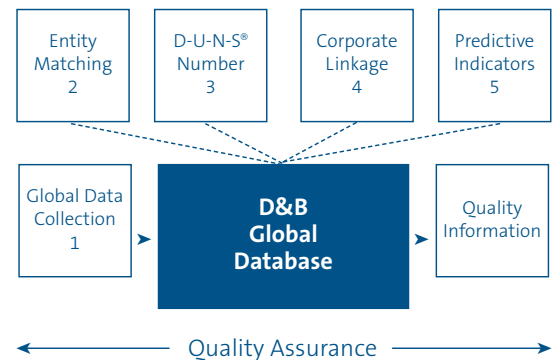 Entity
Matching
2
D-U-N-S®
Number
3
Corporate
Linkage
4
Predictive
Indicators
5
Global Data
Collection
1
D&B
Global
Database
Quality
Information
Quality Assurance